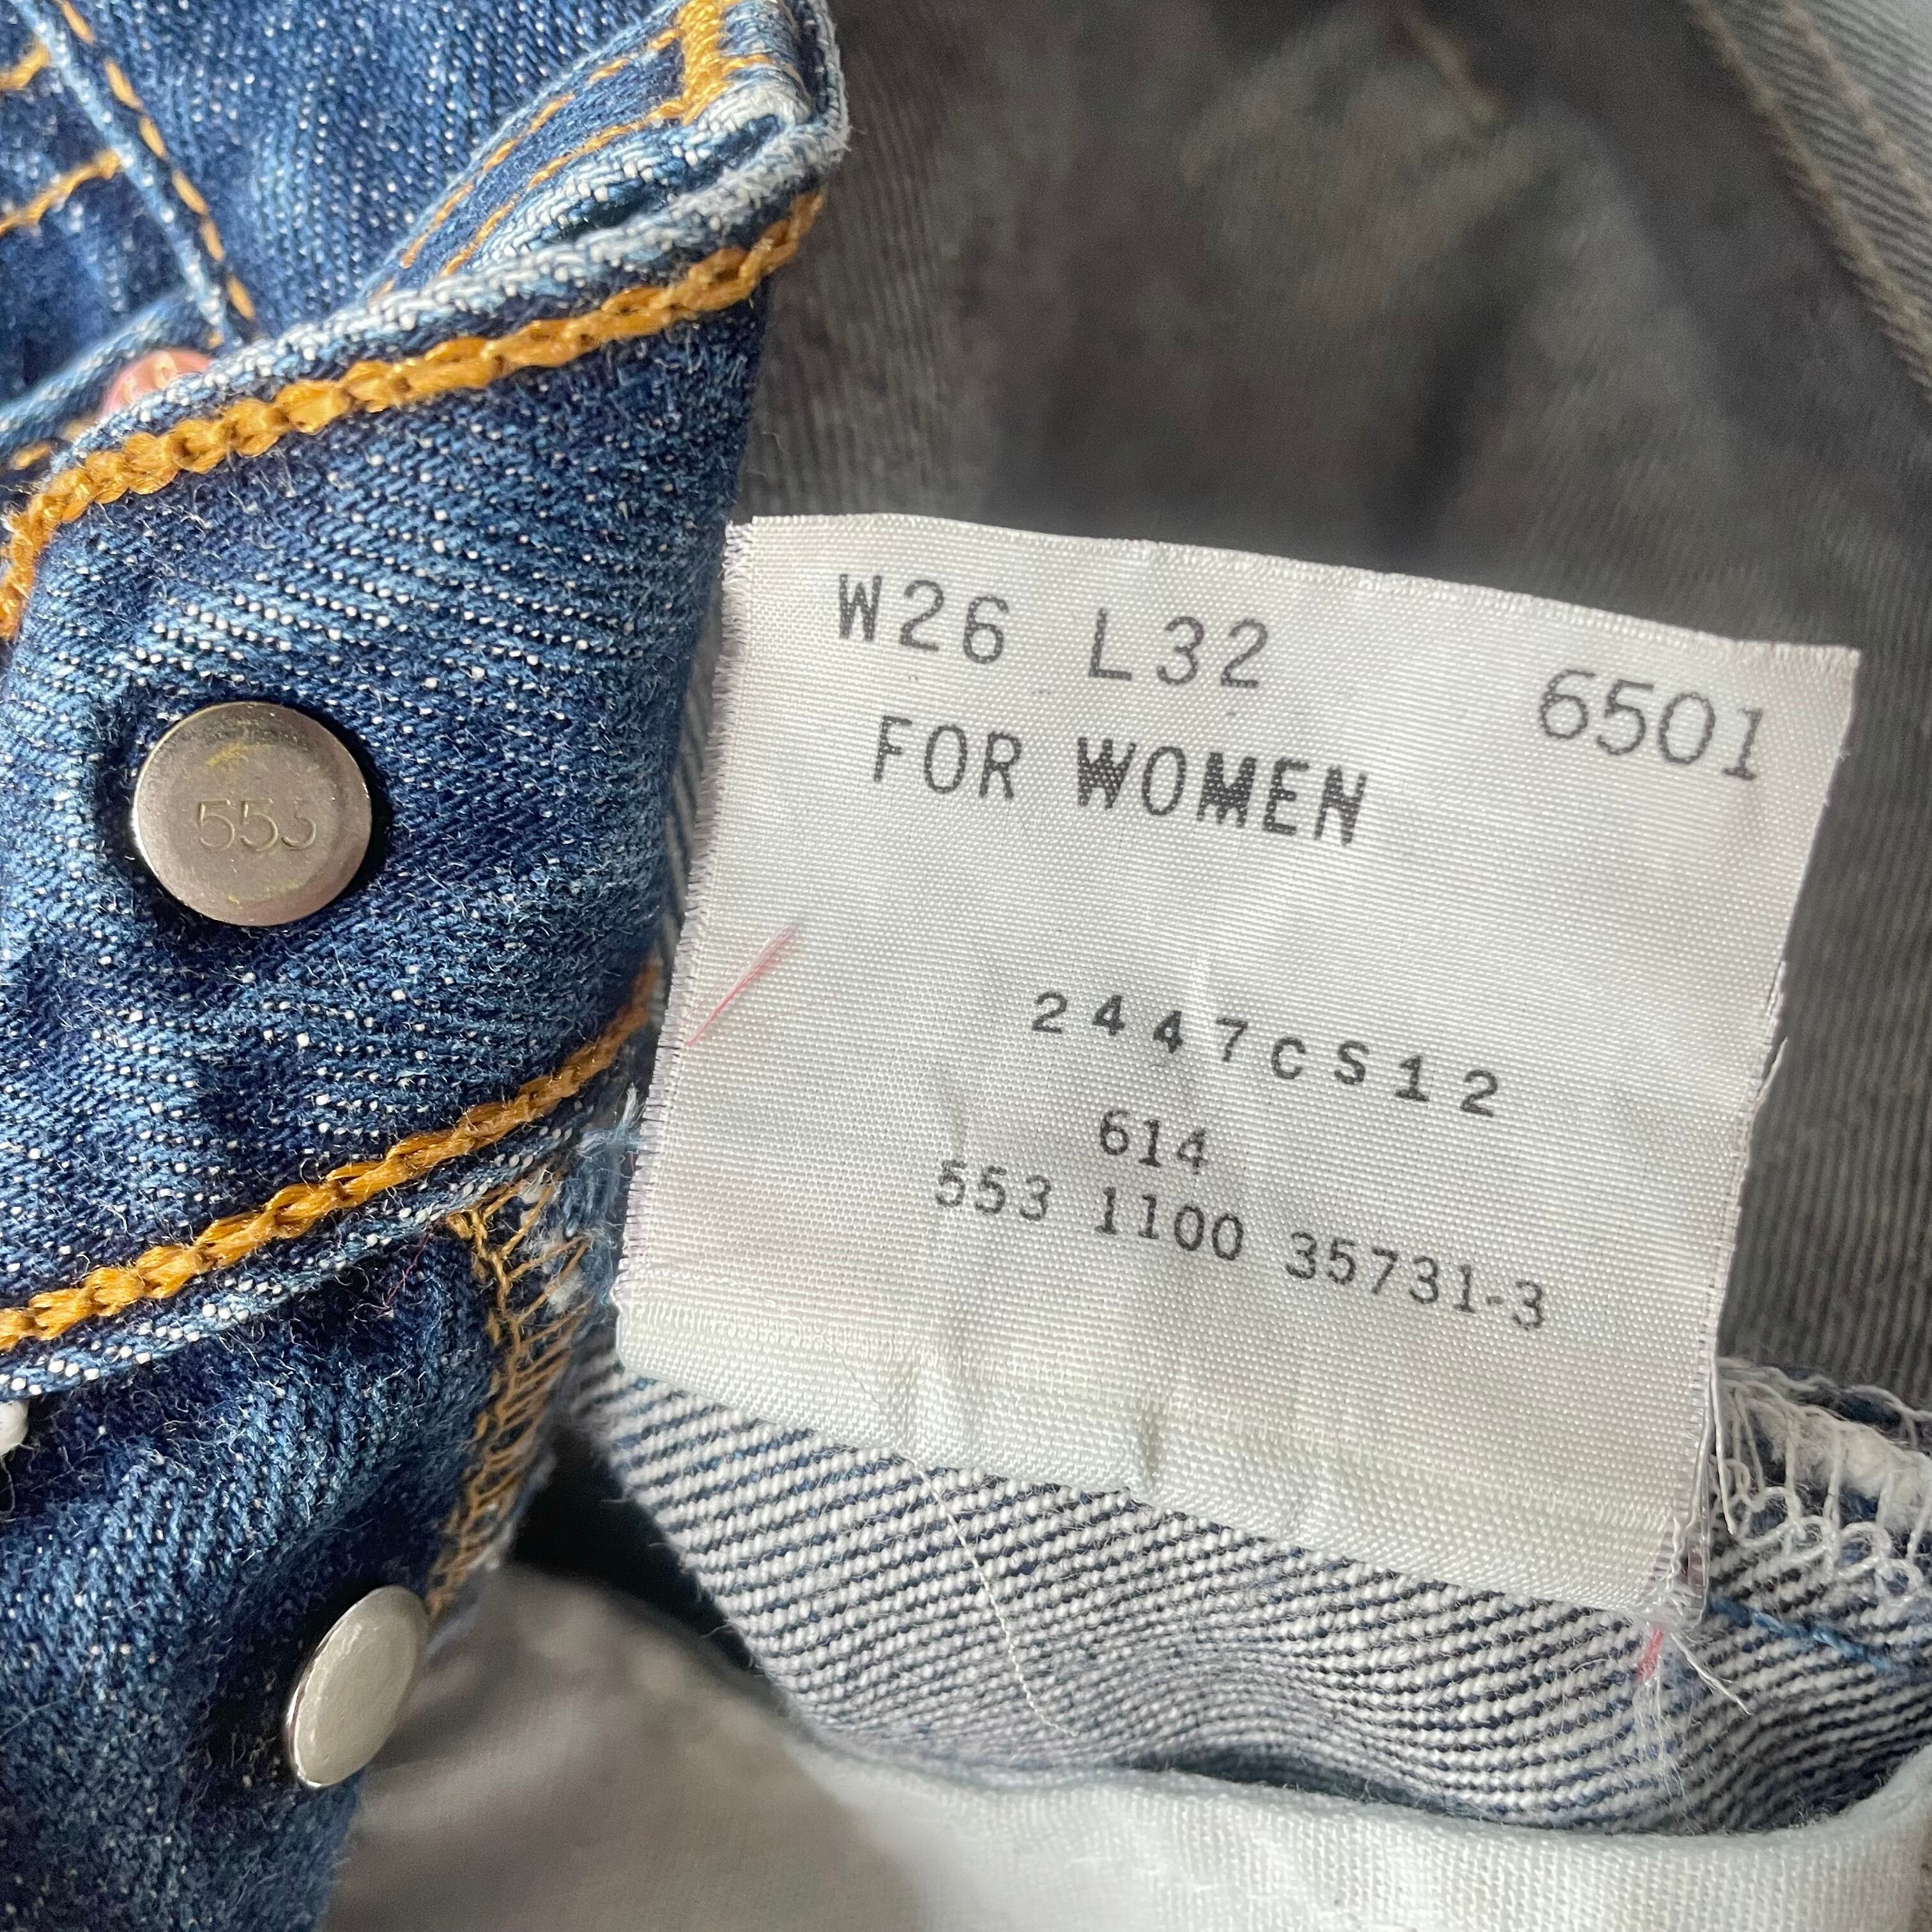 W26 L32 6501
FOR WOMEN
2447CS12
614
553 1100 35731-3
553